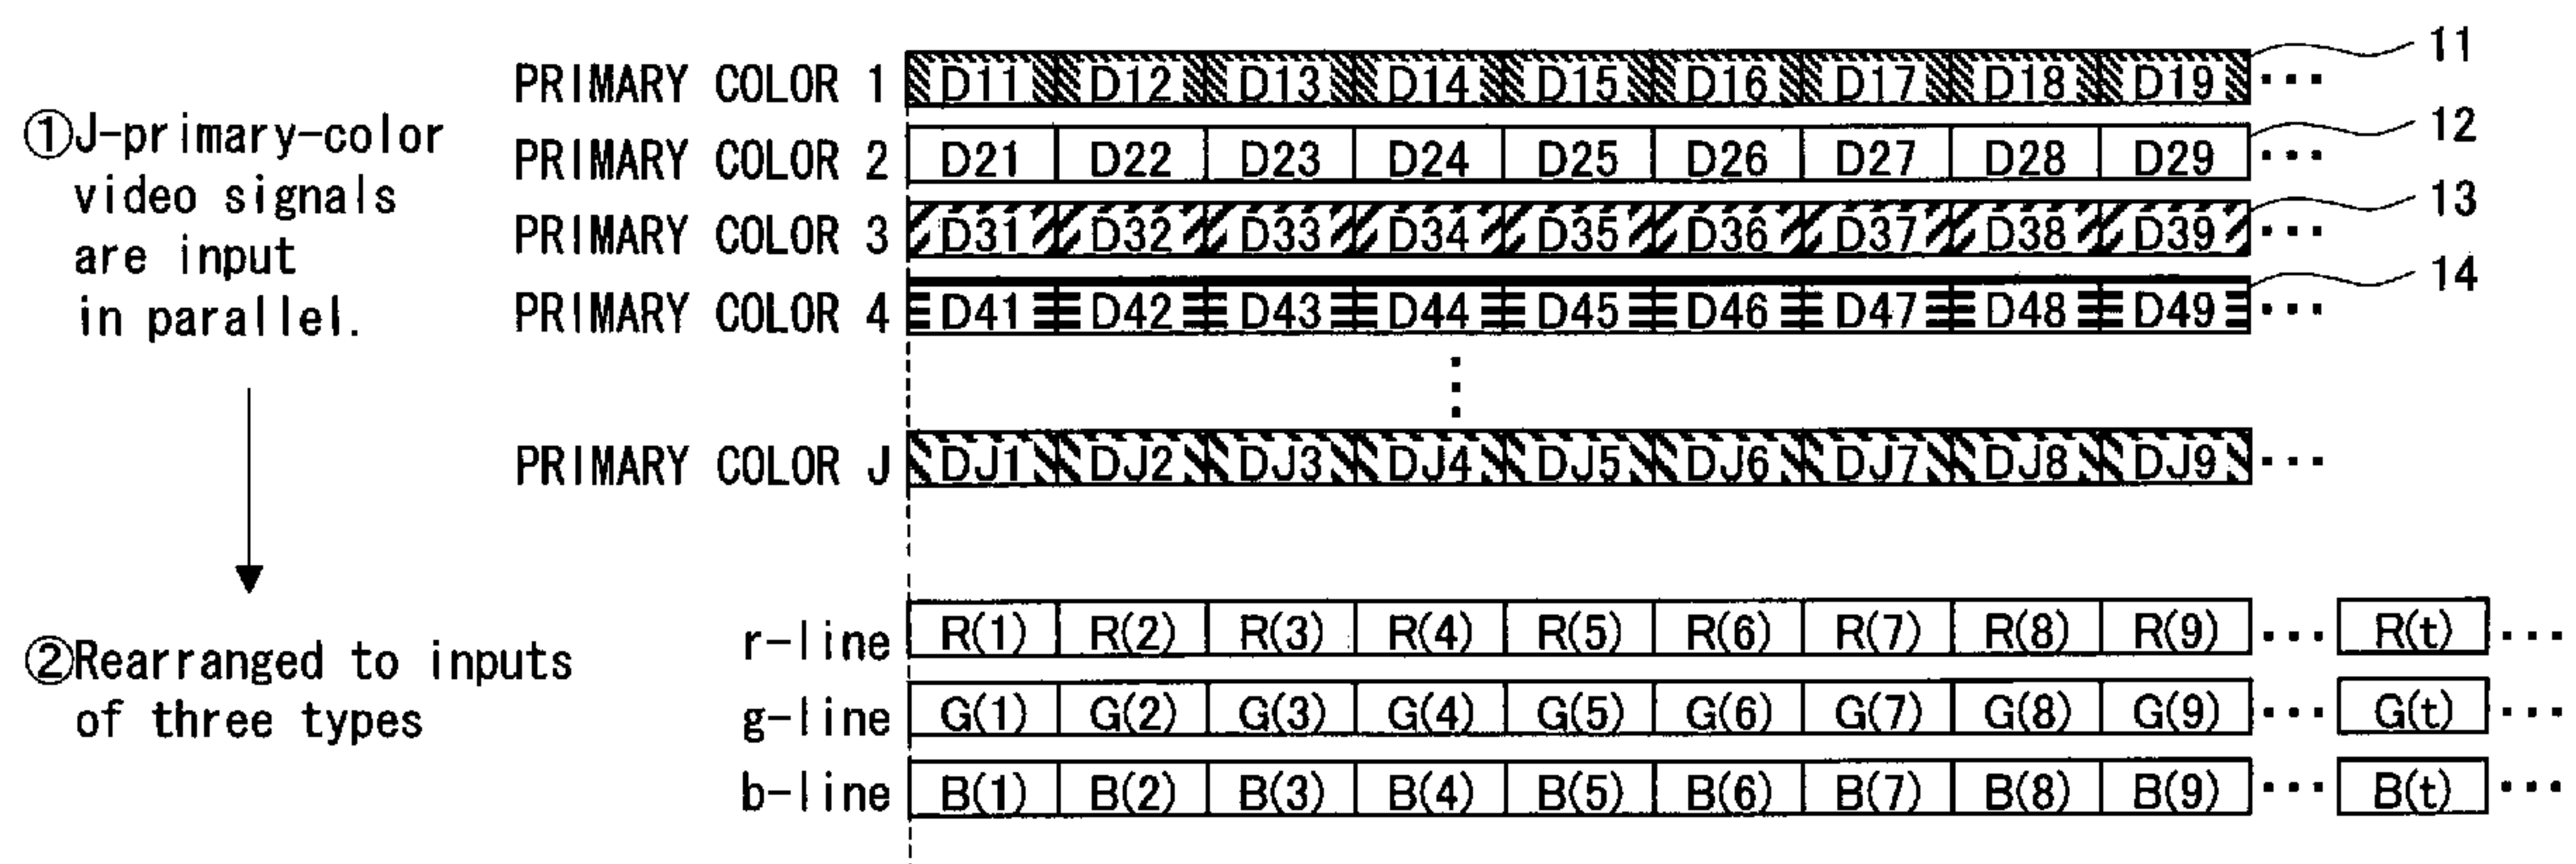 ①J-primary-color
video signals
are input
in parallel.
PRIMARY COLOR 1 D11 D12 D13 D14 D15 D16 D17 D18 D19 ··· 11
PRIMARY COLOR 2 D21 D22 D23 D24 D25 D26 D27 D28 D29 ··· 12
PRIMARY COLOR 3 D31 D32 D33 D34 D35 D36 D37 D38 D39 ··· 13
PRIMARY COLOR 4 D41 D42 D43 D44 D45 D46 D47 D48 D49 ··· 14
PRIMARY COLOR J DJ1 DJ2 DJ3 DJ4 DJ5 DJ6 DJ7 DJ8 DJ9 ···
②Rearranged to inputs
of three types
r-line R(1) R(2) R(3) R(4) R(5) R(6) R(7) R(8) R(9) ··· R(t) ···
g-line G(1) G(2) G(3) G(4) G(5) G(6) G(7) G(8) G(9) ··· G(t) ···
b-line B(1) B(2) B(3) B(4) B(5) B(6) B(7) B(8) B(9) ··· B(t) ···